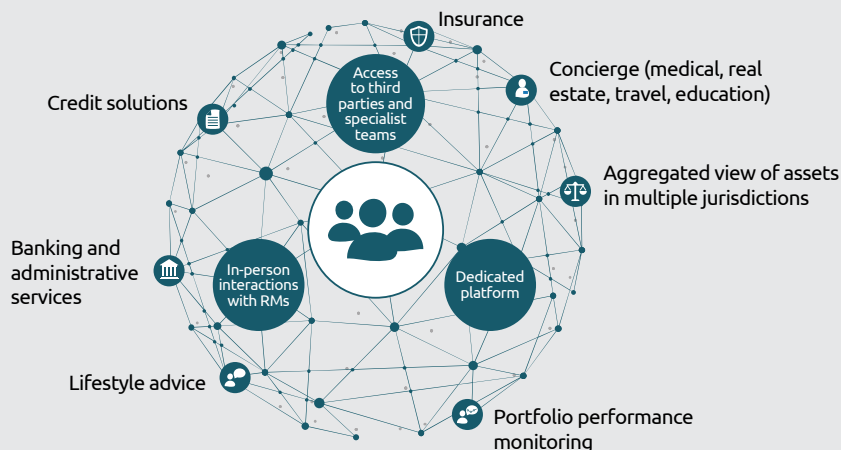 Insurance
Concierge (medical, real
estate, travel, education)
Access
to third
parties and
specialist
teams
Credit solutions
Aggregated view of assets
in multiple jurisdictions
Banking and
administrative
services
In-person
interactions
with RMs
Dedicated
platform
Lifestyle advice
Portfolio performance
monitoring